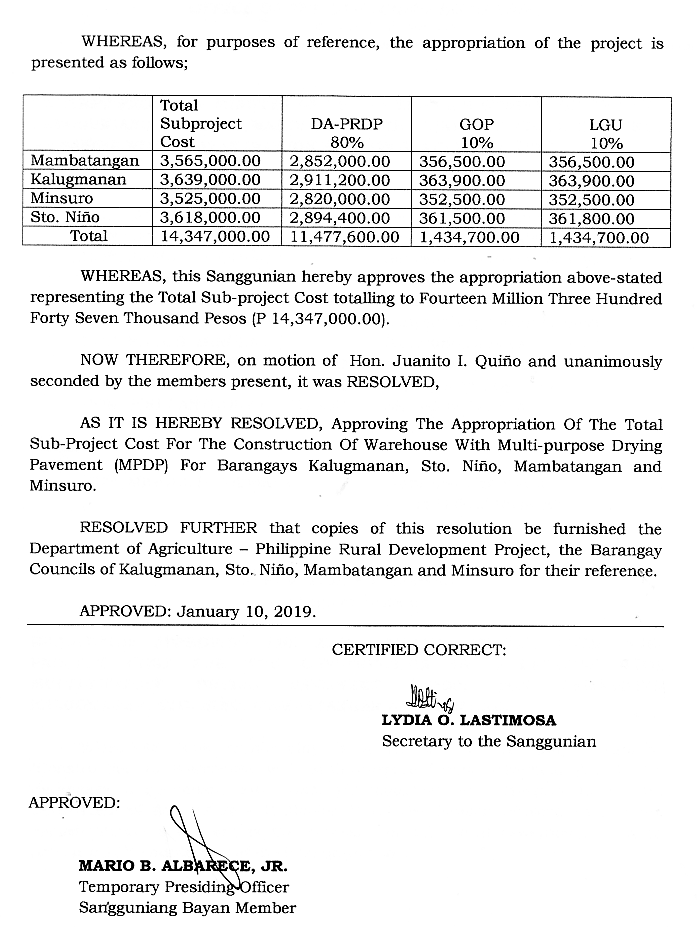 WHEREAS, for purposes of reference, the appropriation of the project is
presented as follows;
Total
Subproject
Cost DA-PRDP
80% GOP
10% LGU
10%
Mambatangan 3,565,000.00 2,852,000.00 356,500.00 356,500.00
Kalugmanan 3,639,000.00 2,911,200.00 363,900.00 363,900.00
Minsuro 3,525,000.00 2,820,000.00 352,500.00 352,500.00
Sto. Niño 3,618,000.00 2,894,400.00 361,500.00 361,800.00
Total 14,347,000.00 11,477,600.00 1,434,700.00 1,434,700.00
WHEREAS, this Sanggunian hereby approves the appropriation above-stated
representing the Total Sub-project Cost totalling to Fourteen Million Three Hundred
Forty Seven Thousand Pesos (P 14,347,000.00).
NOW THEREFORE, on motion of Hon. Juanito I. Quiño and unanimously
seconded by the members present, it was RESOLVED,
AS IT IS HEREBY RESOLVED, Approving The Appropriation Of The Total
Sub-Project Cost For The Construction Of Warehouse With Multi-purpose Drying
Pavement (MPDP) For Barangays Kalugmanan, Sto. Niño, Mambatangan and
Minsuro.
RESOLVED FURTHER that copies of this resolution be furnished the
Department of Agriculture – Philippine Rural Development Project, the Barangay
Councils of Kalugmanan, Sto. Niño, Mambatangan and Minsuro for their reference.
APPROVED: January 10, 2019.
CERTIFIED CORRECT:
LYDIA O. LASTIMOSA
Secretary to the Sanggunian
APPROVED:
MARIO B. ALBARECE, JR.
Temporary Presiding Officer
Sangguniang Bayan Member